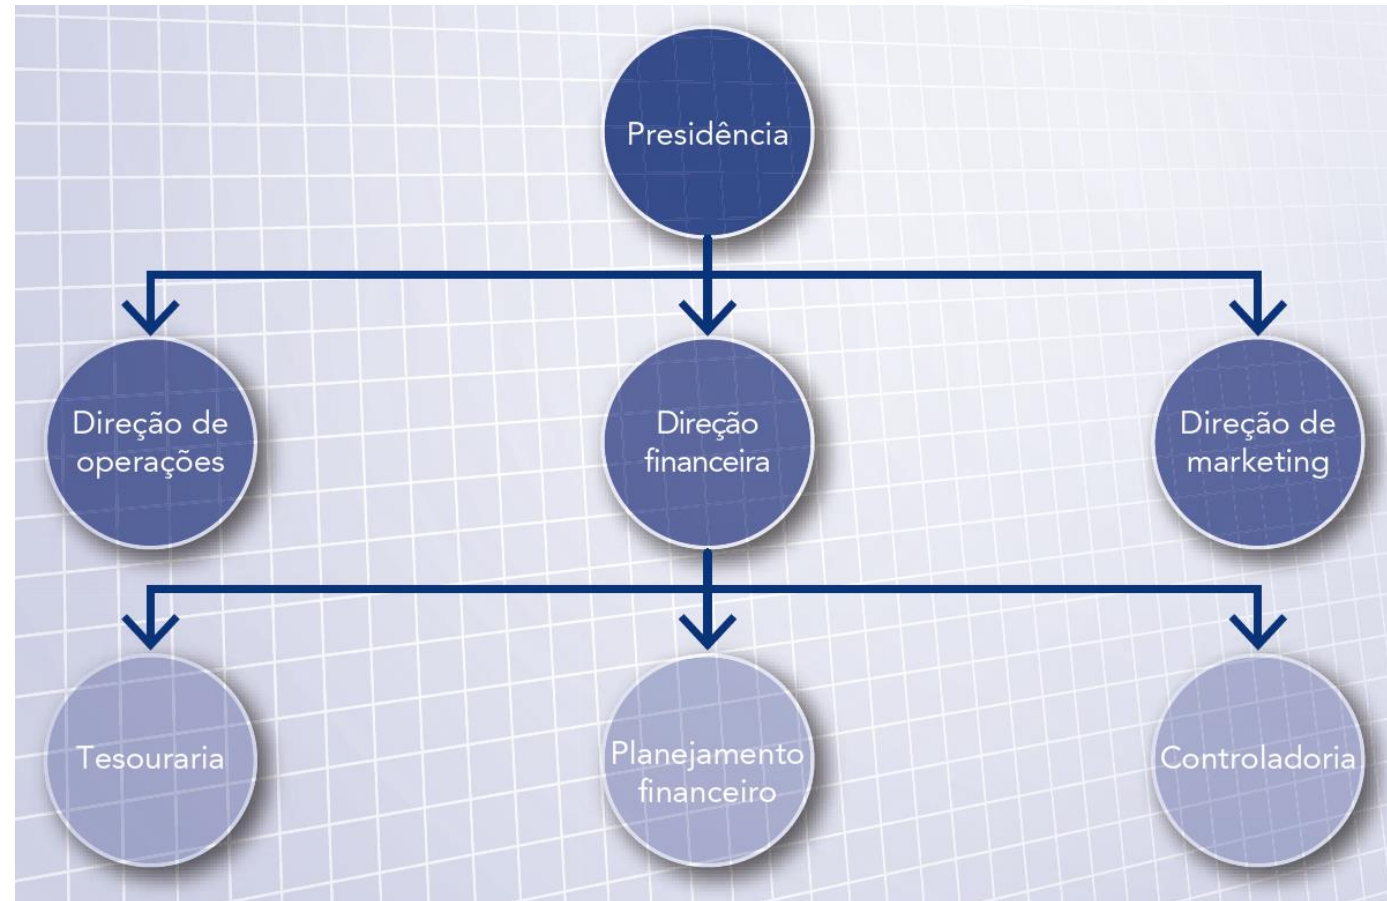 Presidência
Direção de
operações
Direção
financeira
Direção de
marketing
Tesouraria
Planejamento
financeiro
Controladoria